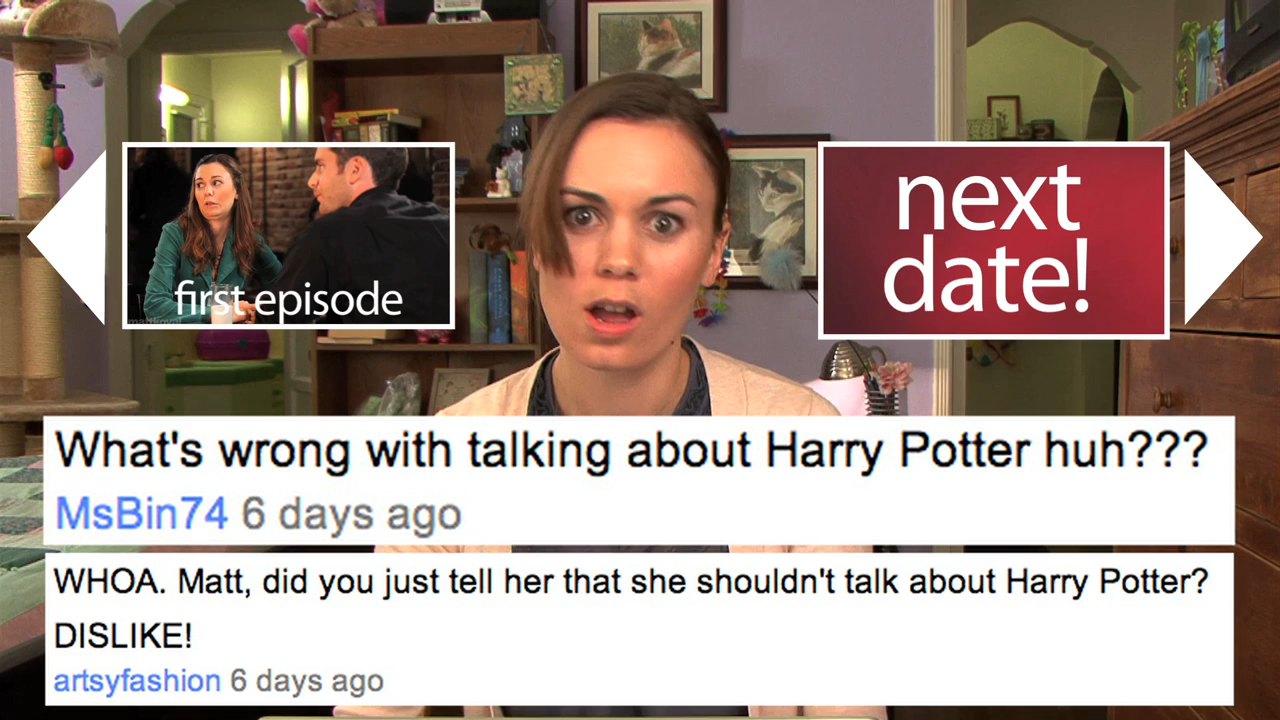 first episode
next
date!
What's wrong with talking about Harry Potter huh???
MsBin74 6 days ago
WHOA. Matt, did you just tell her that she shouldn't talk about Harry Potter?
DISLIKE!
artsyfashion 6 days ago